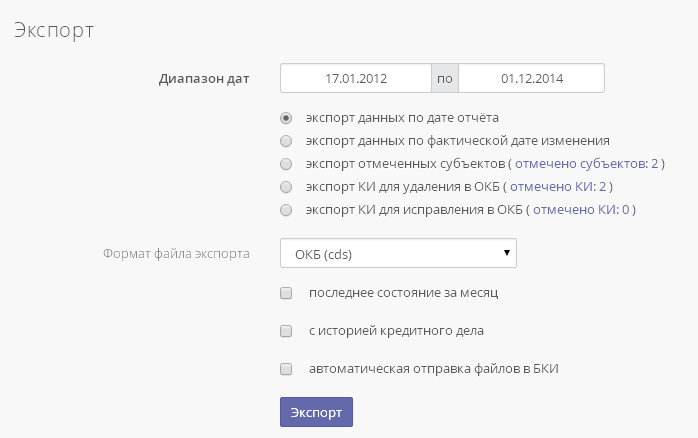 Экспорт
Диапазон дат 17.01.2012 по 01.12.2014
экспорт данных по дате отчёта
экспорт данных по фактической дате изменения
экспорт отмеченных субъектов ( отмечено субъектов: 2 )
экспорт КИ для удаления в ОКБ ( отмечено КИ: 2 )
экспорт КИ для исправления в ОКБ ( отмечено КИ: 0 )
Формат файла экспорта ОКБ (cds)
последнее состояние за месяц
с историей кредитного дела
автоматическая отправка файлов в БКИ
Экспорт